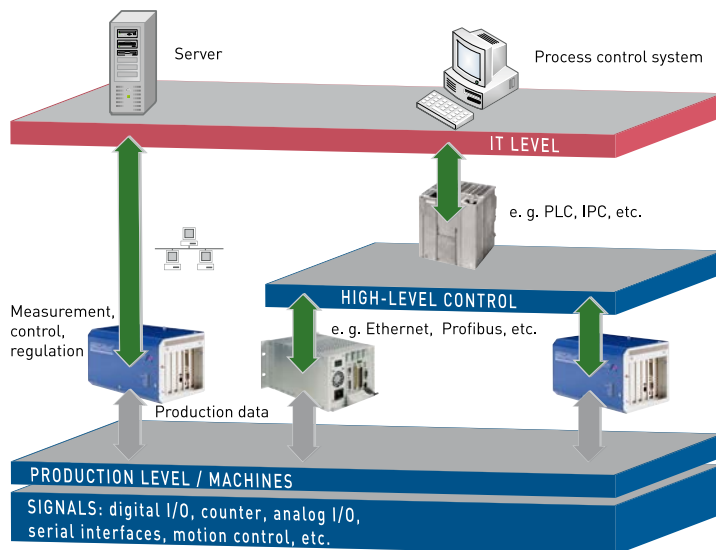 Server
Process control system
IT LEVEL
e. g. PLC, IPC, etc.
HIGH-LEVEL CONTROL
Measurement,
control,
regulation
e. g. Ethernet, Profibus, etc.
Production data
PRODUCTION LEVEL / MACHINES
SIGNALS: digital I/O, counter, analog I/O,
serial interfaces, motion control, etc.